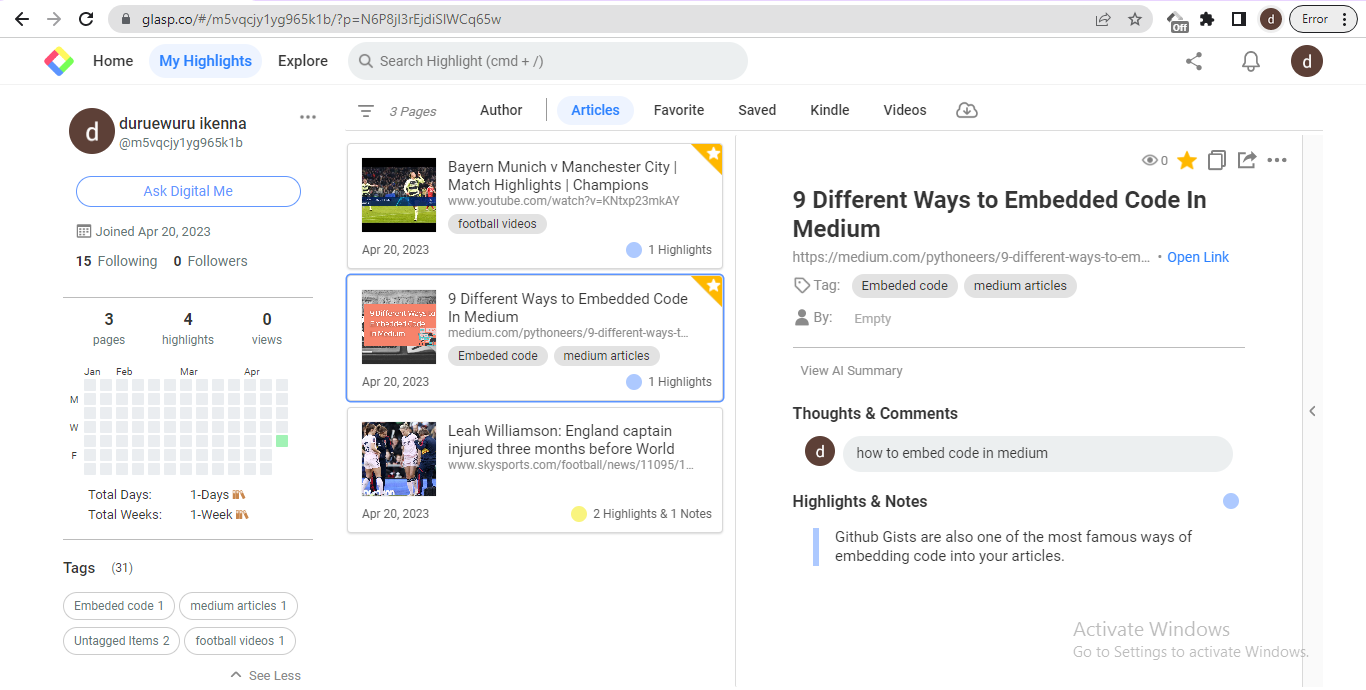 glasp.co/#/m5vqcjy1yg965k1b/?p=N6P8jI3rEjdiSIWCq65w
Off
d
Error
Home
My Highlights
Explore
Search Highlight (cmd + /)
d
d
duruewuru ikenna
@m5vqcjy1yg965k1b
Ask Digital Me
Joined Apr 20, 2023
15 Following 0 Followers
3 4 0
pages highlights views
Jan Feb Mar Apr
M
W
F
Total Days: 1-Days
Total Weeks: 1-Week
Tags (31)
Embeded code 1
medium articles 1
Untagged Items 2
football videos 1
See Less
3 Pages
Author
Articles
Favorite
Saved
Kindle
Videos
Bayern Munich v Manchester City |
Match Highlights | Champions
www.youtube.com/watch?v=KNtxp23mkAY
football videos
Apr 20, 2023
1 Highlights
9 Different Ways to
Embedded Code
In Medium
9 Different Ways to Embedded Code
In Medium
medium.com/pythoneers/9-different-ways-t...
Embeded code
medium articles
Apr 20, 2023
1 Highlights
Leah Williamson: England captain
injured three months before World
www.skysports.com/football/news/11095/1...
Apr 20, 2023
2 Highlights & 1 Notes
0
9 Different Ways to Embedded Code In
Medium
https://medium.com/pythoneers/9-different-ways-to-em... • Open Link
Tag: Embeded code medium articles
By: Empty
View AI Summary
Thoughts & Comments
d
how to embed code in medium
Highlights & Notes
Github Gists are also one of the most famous ways of
embedding code into your articles.
Activate Windows
Go to Settings to activate Windows.